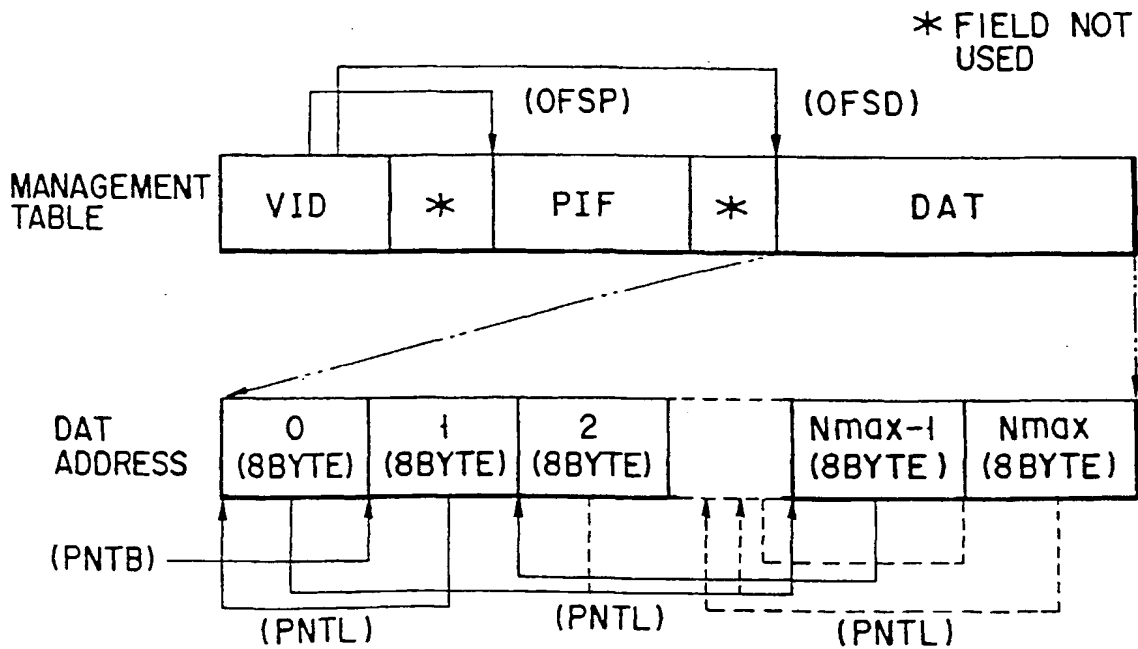 * FIELD NOT
USED
(OFSP)
(OFSD)
MANAGEMENT
TABLE
VID
*
PIF
*
DAT
DAT
ADDRESS
0
(8BYTE)
1
(8BYTE)
2
(8BYTE)
Nmax-1
(8BYTE)
Nmax
(8BYTE)
(PNTB)
(PNTL)
(PNTL)
(PNTL)